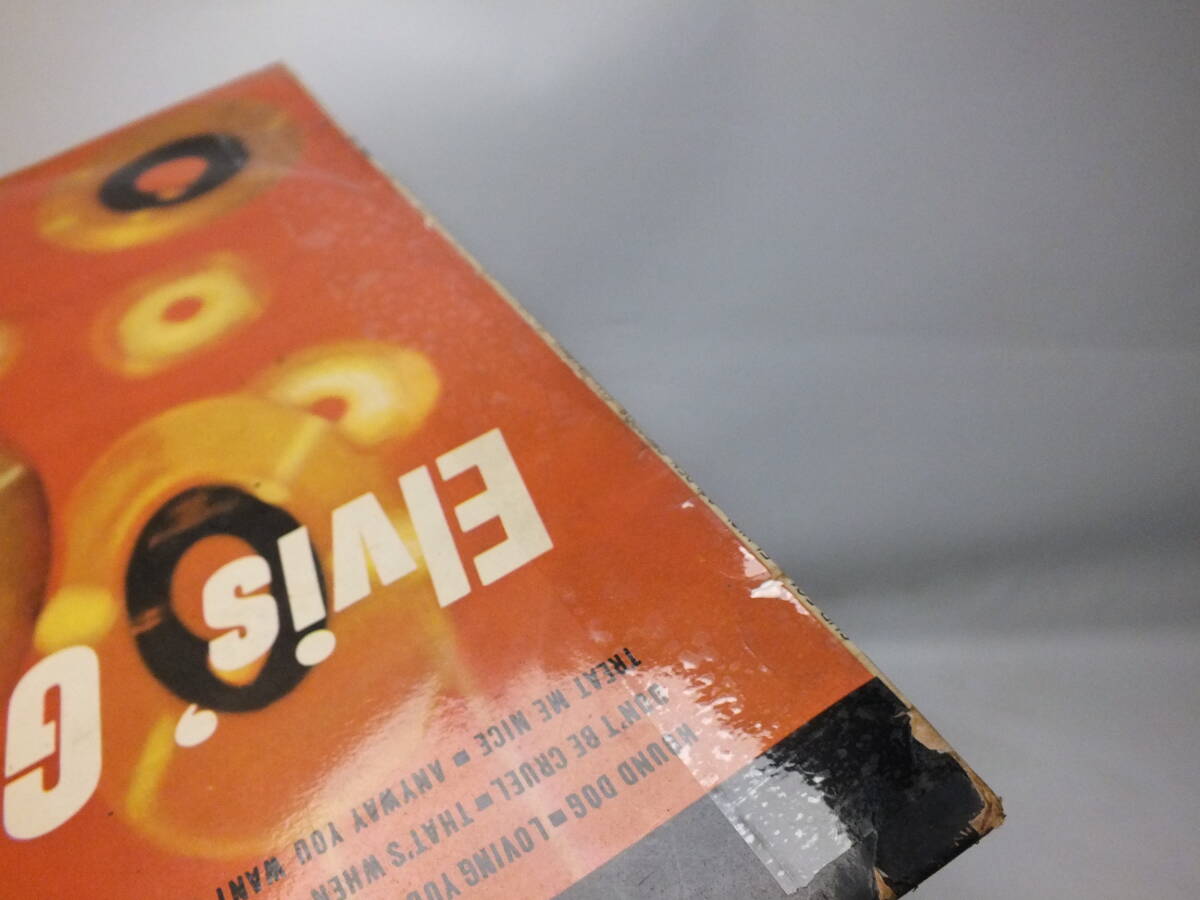 HOUND DOG ▬ LOVING YOU
DON'T BE CRUEL ▬ THAT'S WHEN
TREAT ME NICE ▬ ANYWAY YOU WANT
Elvis' G